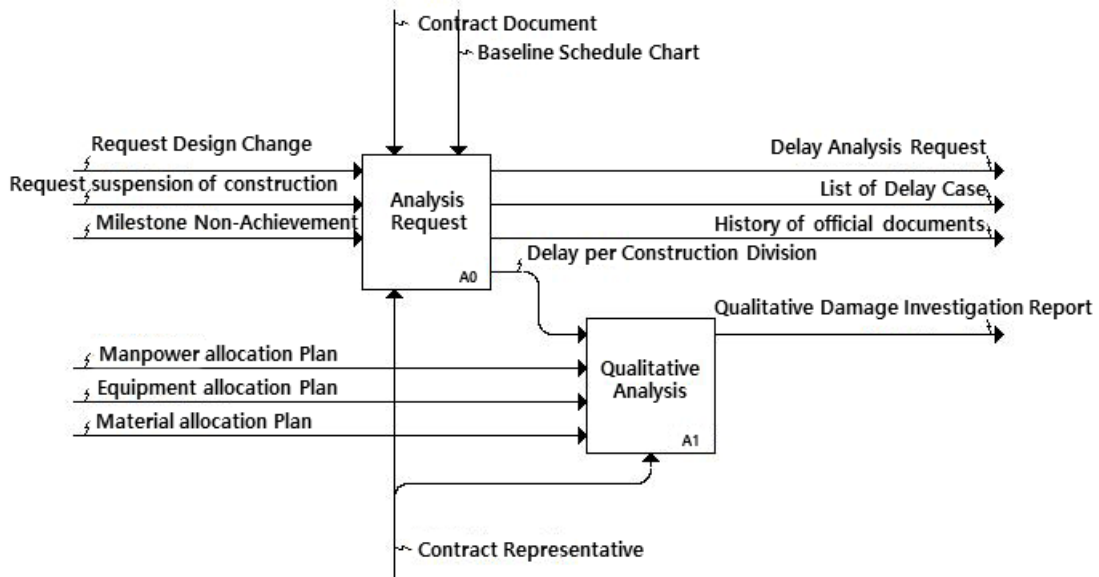 Contract Document
Baseline Schedule Chart
Request Design Change
Request suspension of construction
Milestone Non-Achievement
Analysis
Request
A0
Delay Analysis Request
List of Delay Case
History of official documents
Delay per Construction Division
Qualitative Damage Investigation Report
Manpower allocation Plan
Equipment allocation Plan
Material allocation Plan
Qualitative
Analysis
A1
Contract Representative